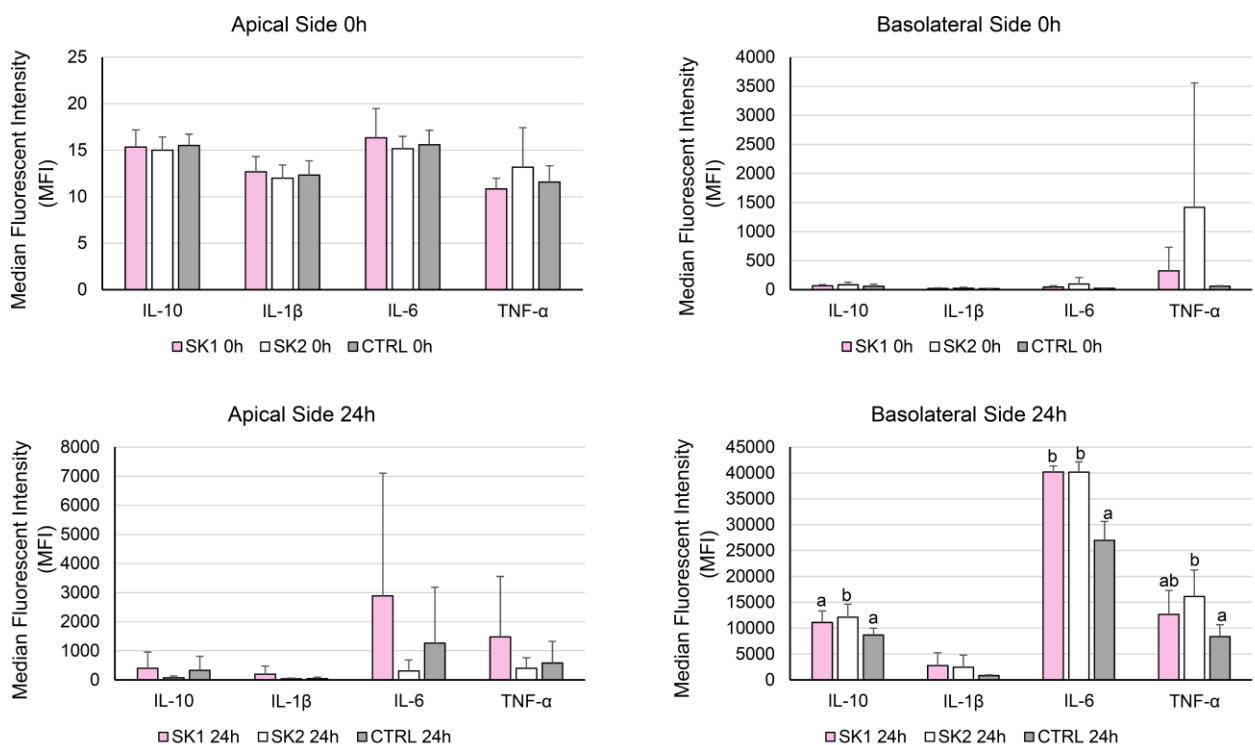 Apical Side 0h
Median Fluorescent Intensity
(MFI)
25
20
15
10
5
0
IL-10 IL-1β IL-6 TNF-α
SK1 0h SK2 0h CTRL 0h
Basolateral Side 0h
Median Fluorescent Intensity
(MFI)
4000
3500
3000
2500
2000
1500
1000
500
0
IL-10 IL-1β IL-6 TNF-α
SK1 0h SK2 0h CTRL 0h
Apical Side 24h
Median Fluorescent Intensity
(MFI)
8000
7000
6000
5000
4000
3000
2000
1000
0
IL-10 IL-1β IL-6 TNF-α
SK1 24h SK2 24h CTRL 24h
Basolateral Side 24h
Median Fluorescent Intensity
(MFI)
45000
40000
35000
30000
25000
20000
15000
10000
5000
0
a b a
b b a
ab b a
IL-10 IL-1β IL-6 TNF-α
SK1 24h SK2 24h CTRL 24h